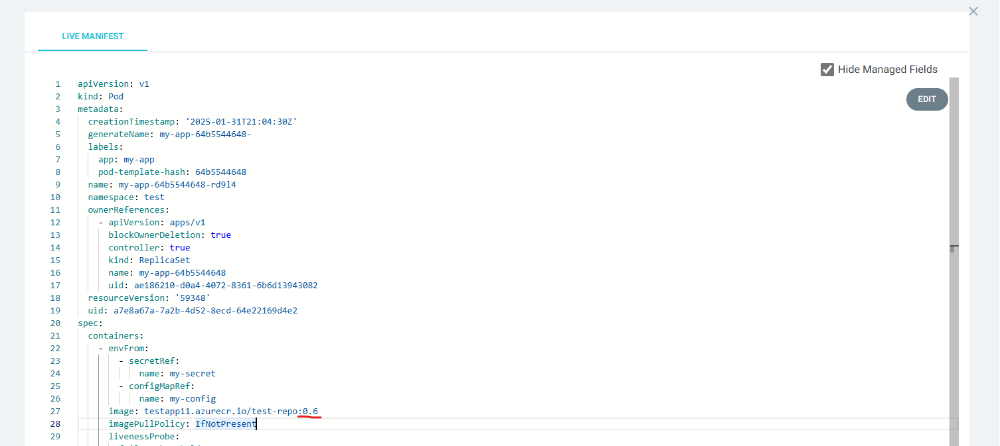 LIVE MANIFEST
Hide Managed Fields
EDIT
1 apiVersion: v1
2 kind: Pod
3 metadata:
4 creationTimestamp: '2025-01-31T21:04:30Z'
5 generateName: my-app-64b5544648-
6 labels:
7 app: my-app
8 pod-template-hash: 64b5544648
9 name: my-app-64b5544648-rd9l4
10 namespace: test
11 ownerReferences:
12 - apiVersion: apps/v1
13 blockOwnerDeletion: true
14 controller: true
15 kind: ReplicaSet
16 name: my-app-64b5544648
17 uid: ae186210-d0a4-4072-8361-6b6d13943082
18 resourceVersion: '59348'
19 uid: a7e8a67a-7a2b-4d52-8ecd-64e22169d4e2
20 spec:
21 containers:
22 - envFrom:
23 - secretRef:
24 name: my-secret
25 - configMapRef:
26 name: my-config
27 image: testapp11.azurecr.io/test-repo:0.6
28 imagePullPolicy: IfNotPresent
29 livenessProbe: